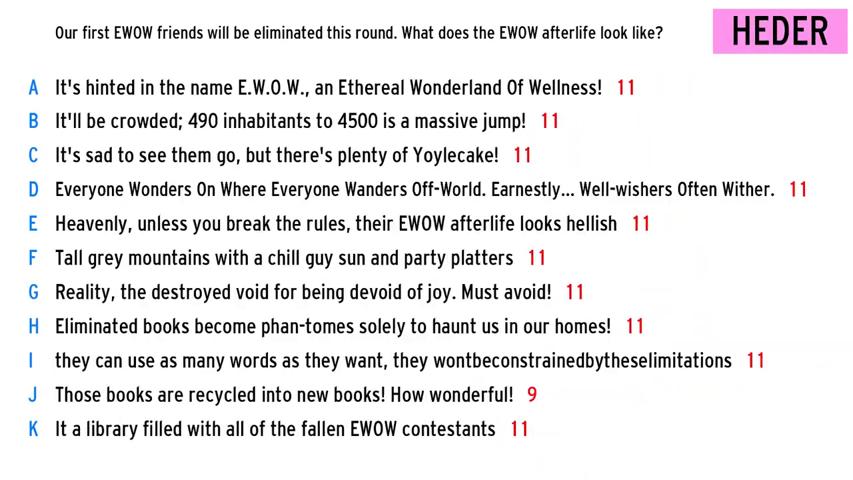 Our first EWOW friends will be eliminated this round. What does the EWOW afterlife look like?
HEDER
A It's hinted in the name E.W.O.W., an Ethereal Wonderland Of Wellness! 11
B It'll be crowded; 490 inhabitants to 4500 is a massive jump! 11
C It's sad to see them go, but there's plenty of Yoylecake! 11
D Everyone Wonders On Where Everyone Wanders Off-World. Earnestly... Well-wishers Often Wither. 11
E Heavenly, unless you break the rules, their EWOW afterlife looks hellish 11
F Tall grey mountains with a chill guy sun and party platters 11
G Reality, the destroyed void for being devoid of joy. Must avoid! 11
H Eliminated books become phan-tomes solely to haunt us in our homes! 11
I they can use as many words as they want, they wontbeconstrainedbytheselimitations 11
J Those books are recycled into new books! How wonderful! 9
K It a library filled with all of the fallen EWOW contestants 11